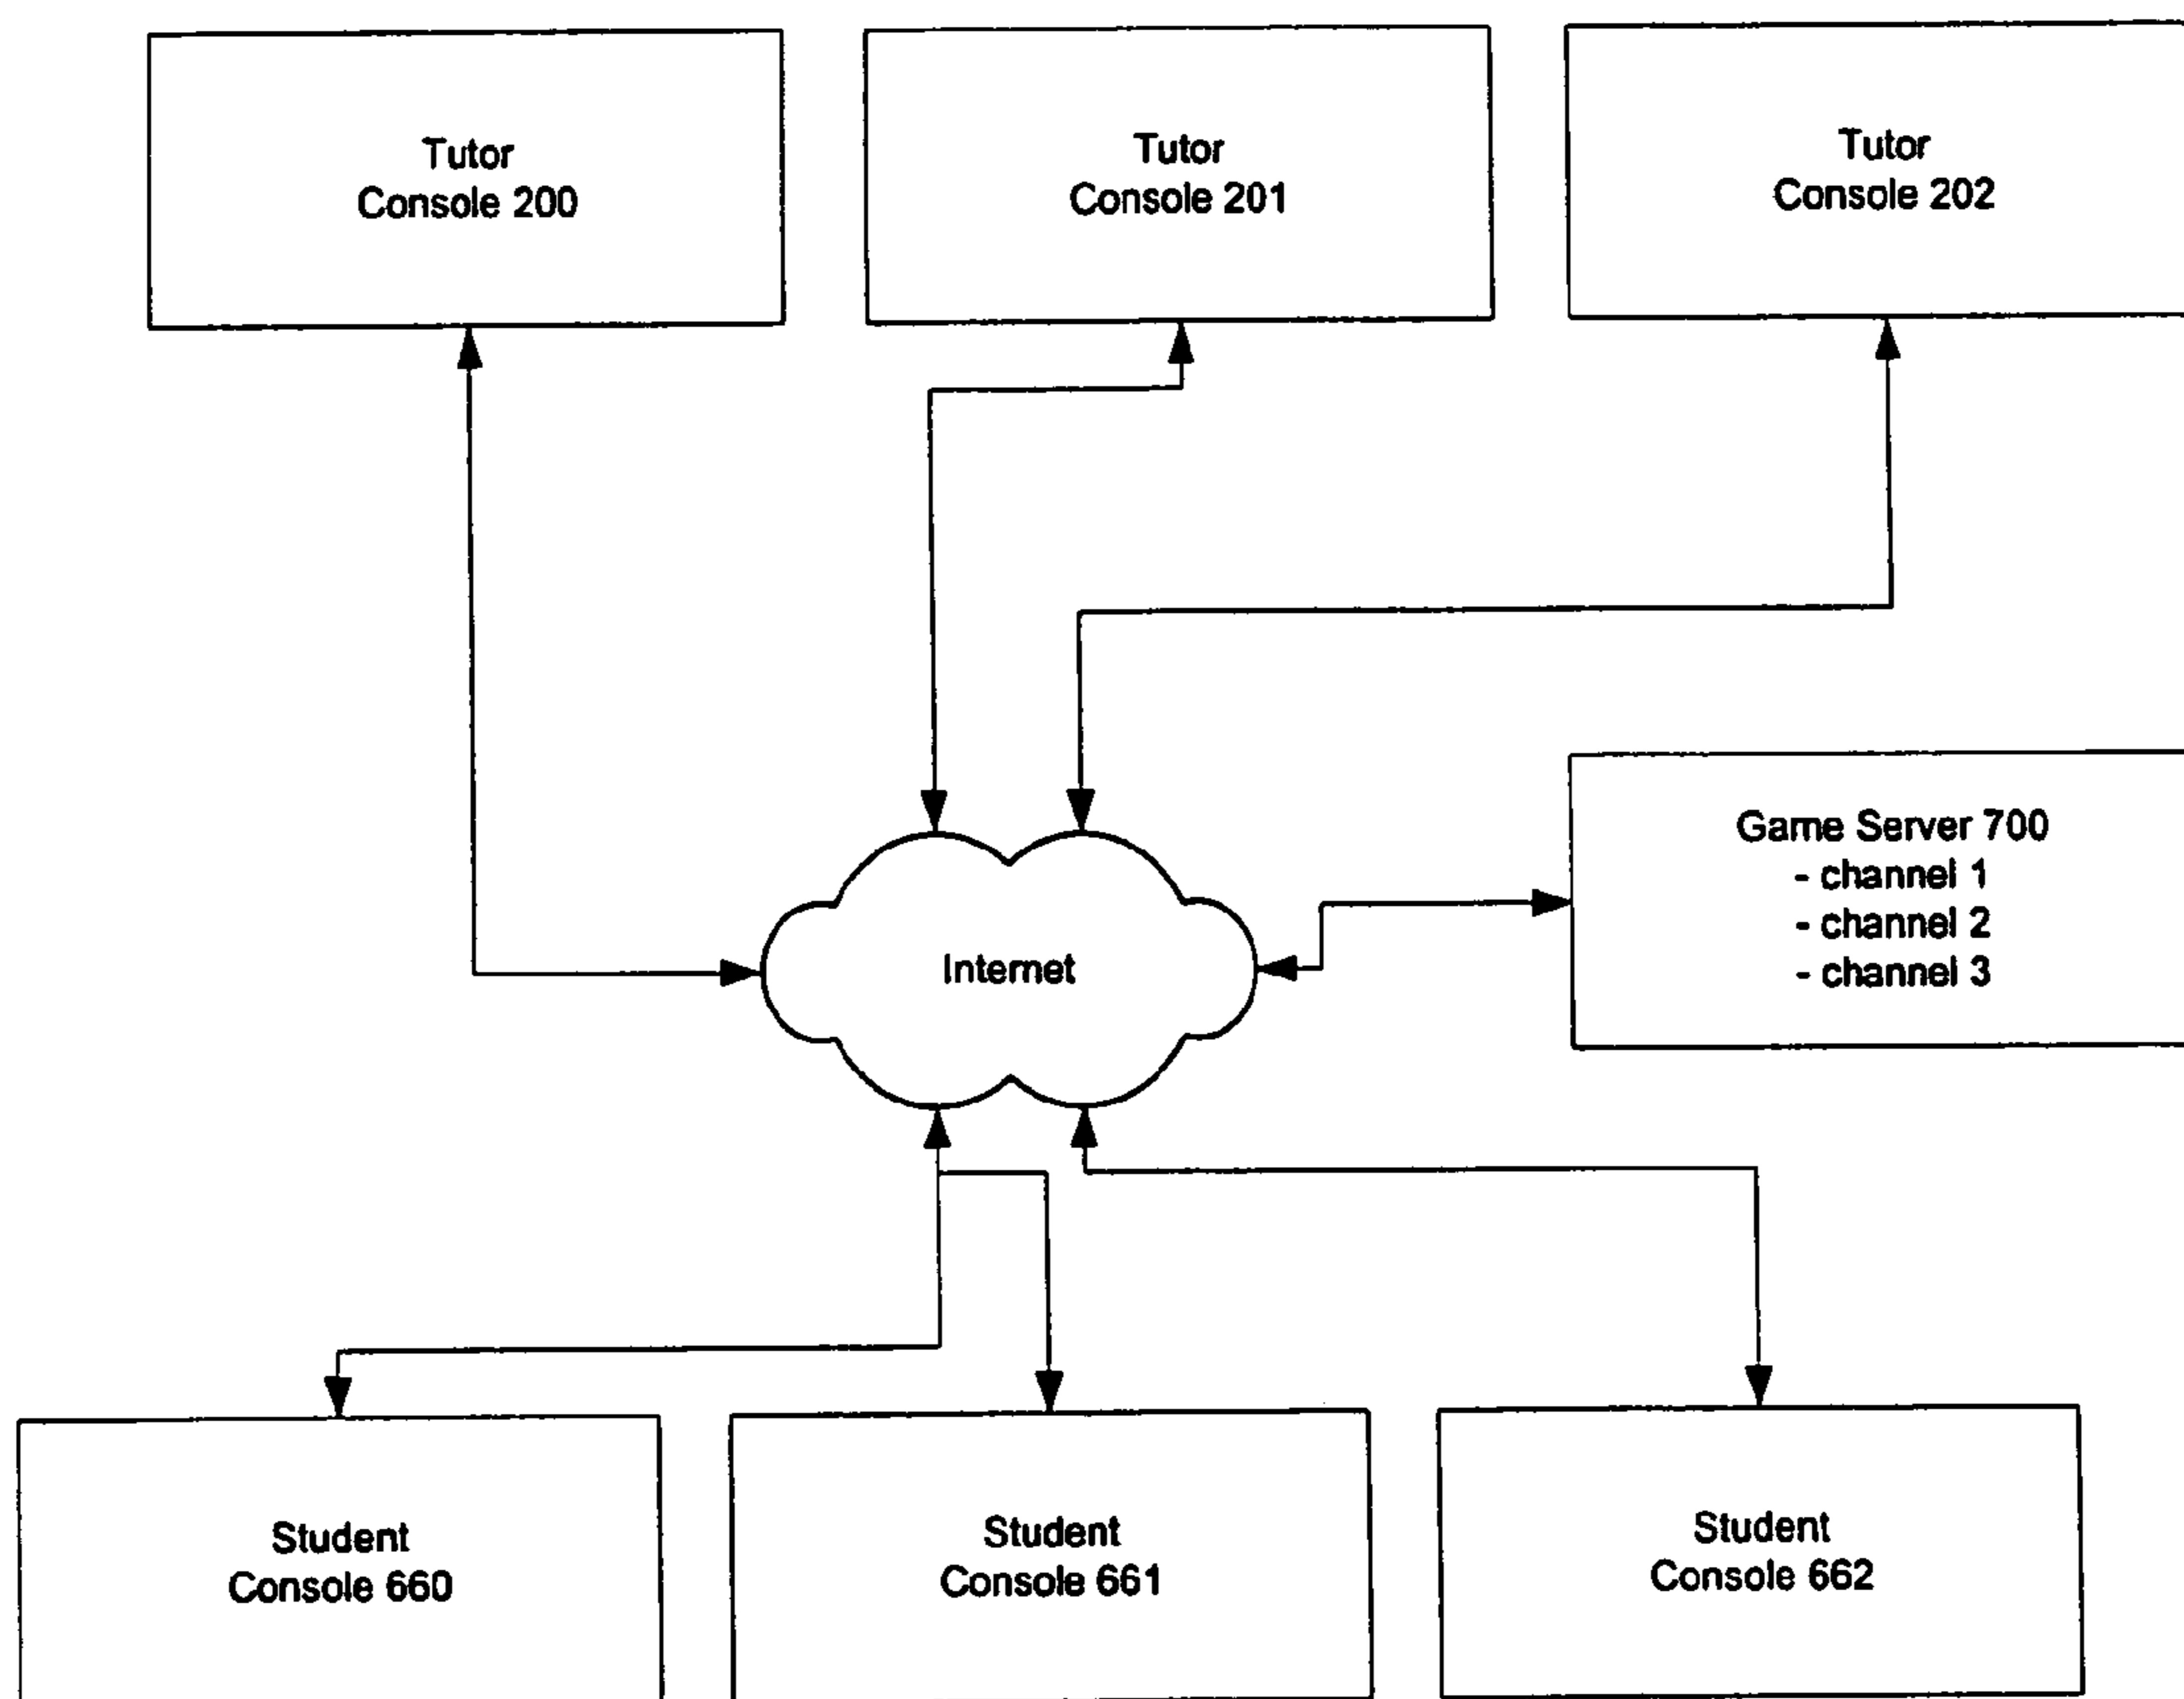 Tutor
Console 200
Tutor
Console 201
Tutor
Console 202
Game Server 700
- channel 1
- channel 2
- channel 3
Internet
Student
Console 660
Student
Console 661
Student
Console 662